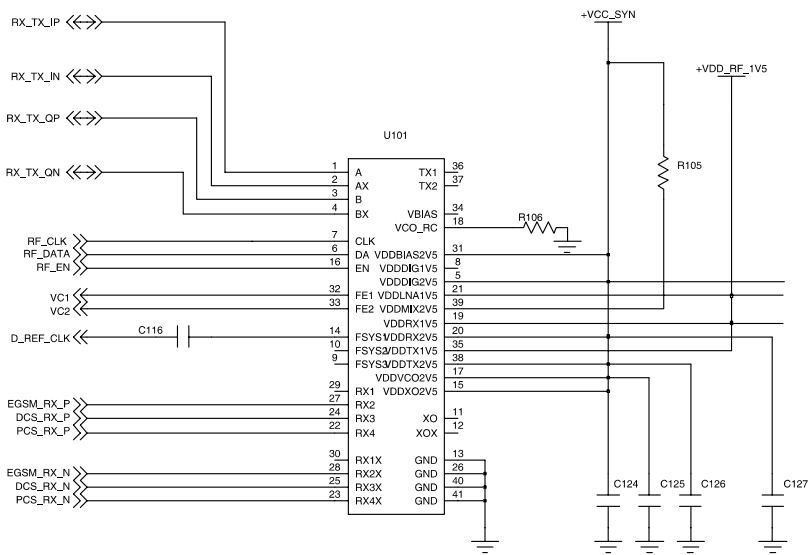 RX_TX_IP
RX_TX_IN
RX_TX_QP
RX_TX_QN
RF_CLK
RF_DATA
RF_EN
VC1
VC2
D_REF_CLK
C116
EGSM_RX_P
DCS_RX_P
PCS_RX_P
EGSM_RX_N
DCS_RX_N
PCS_RX_N
U101
1 A TX1 36
2 AX TX2 37
3 B
4 BX VBIAS 34
VCO_RC 18
7 CLK
6 DA VDDBIAS2V5 31
16 EN VDDDIG1V5 8
VDDDIG2V5 5
32 FE1 VDDLNA1V5 21
33 FE2 VDDMIX2V5 39
VDDRX1V5 19
14 FSYS1 VDDRX2V5 20
10 FSYS2 VDDTX1V5 35
9 FSYS3 VDDTX2V5 38
VDDVCO2V5 17
29 RX1 VDDXO2V5 15
27 RX2
24 RX3 XO 11
22 RX4 XOX 12
30 RX1X GND 13
28 RX2X GND 26
25 RX3X GND 40
23 RX4X GND 41
+VCC_SYN
+VDD_RF_1V5
R105
R106
C124
C125
C126
C127